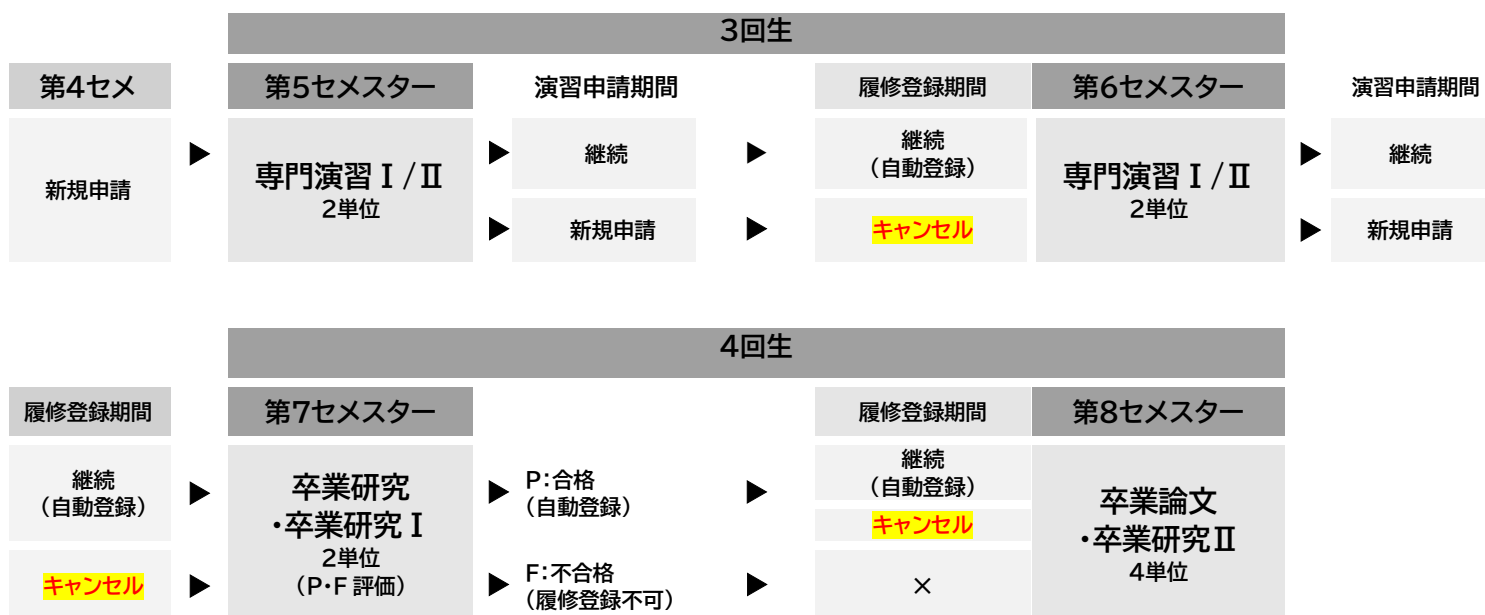 3回生
第4セメ
第5セメスター
演習申請期間
履修登録期間
第6セメスター
演習申請期間
新規申請
▶
専門演習Ⅰ/Ⅱ
2単位
▶
継続
▶
継続
(自動登録)
専門演習Ⅰ/Ⅱ
2単位
▶
継続
▶
新規申請
▶
キャンセル
▶
新規申請
4回生
履修登録期間
第7セメスター
履修登録期間
第8セメスター
継続
(自動登録)
▶
卒業研究
・卒業研究Ⅰ
2単位
(P・F評価)
▶
P:合格
(自動登録)
▶
継続
(自動登録)
キャンセル
卒業論文
・卒業研究Ⅱ
4単位
キャンセル
▶
▶
F:不合格
(履修登録不可)
▶
×